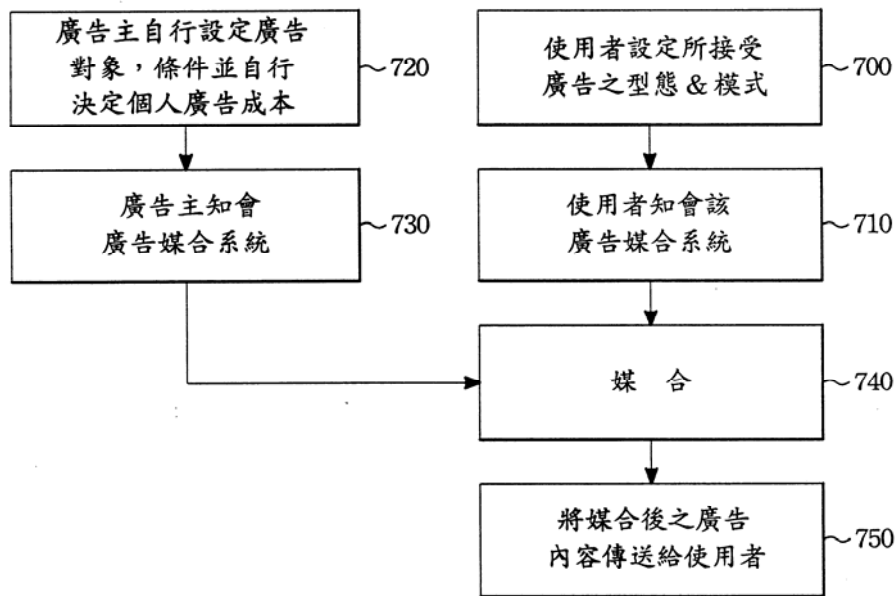 廣告主自行設定廣告
對象，條件並自行
決定個人廣告成本
720
使用者設定所接受
廣告之型態&模式
700
廣告主知會
廣告媒合系統
730
使用者知會該
廣告媒合系統
710
媒 合
740
將媒合後之廣告
內容傳送給使用者
750